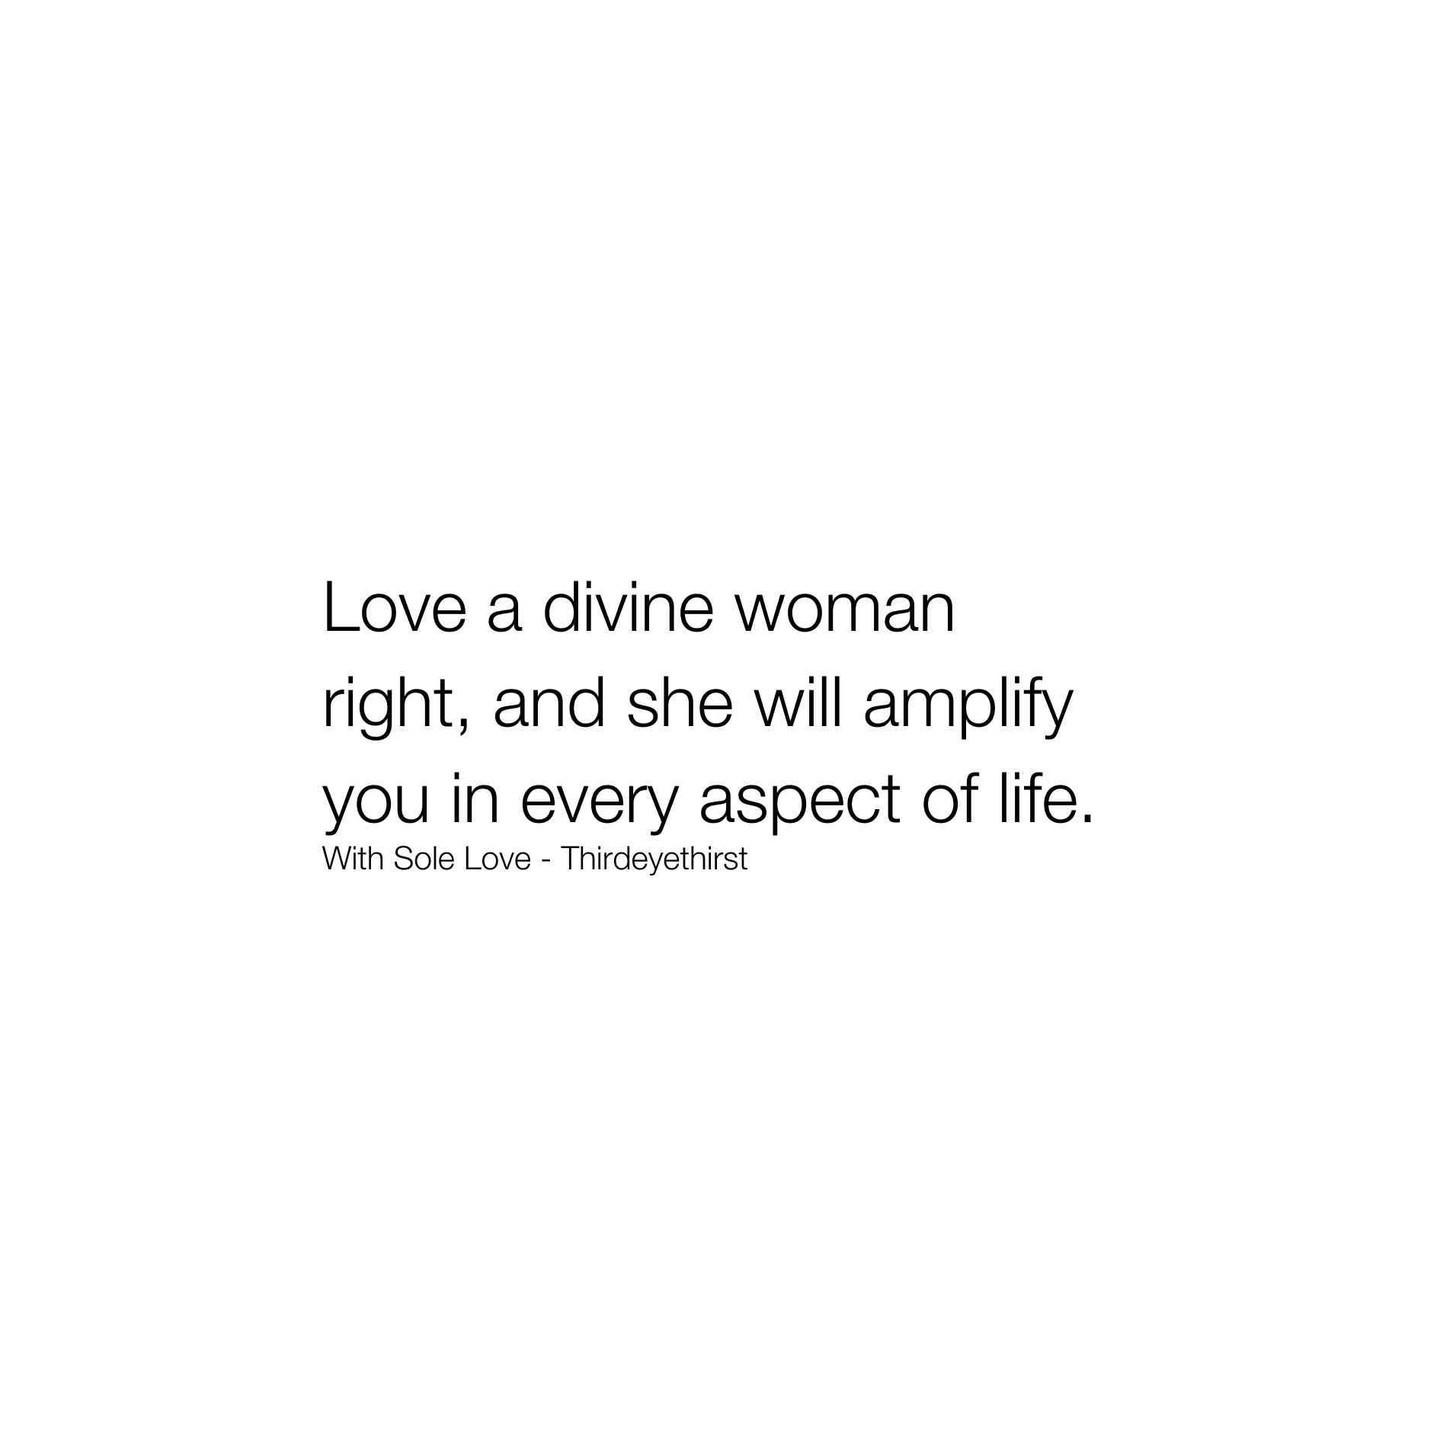 Love a divine woman
right, and she will amplify
you in every aspect of life.
With Sole Love - Thirdeyethirst